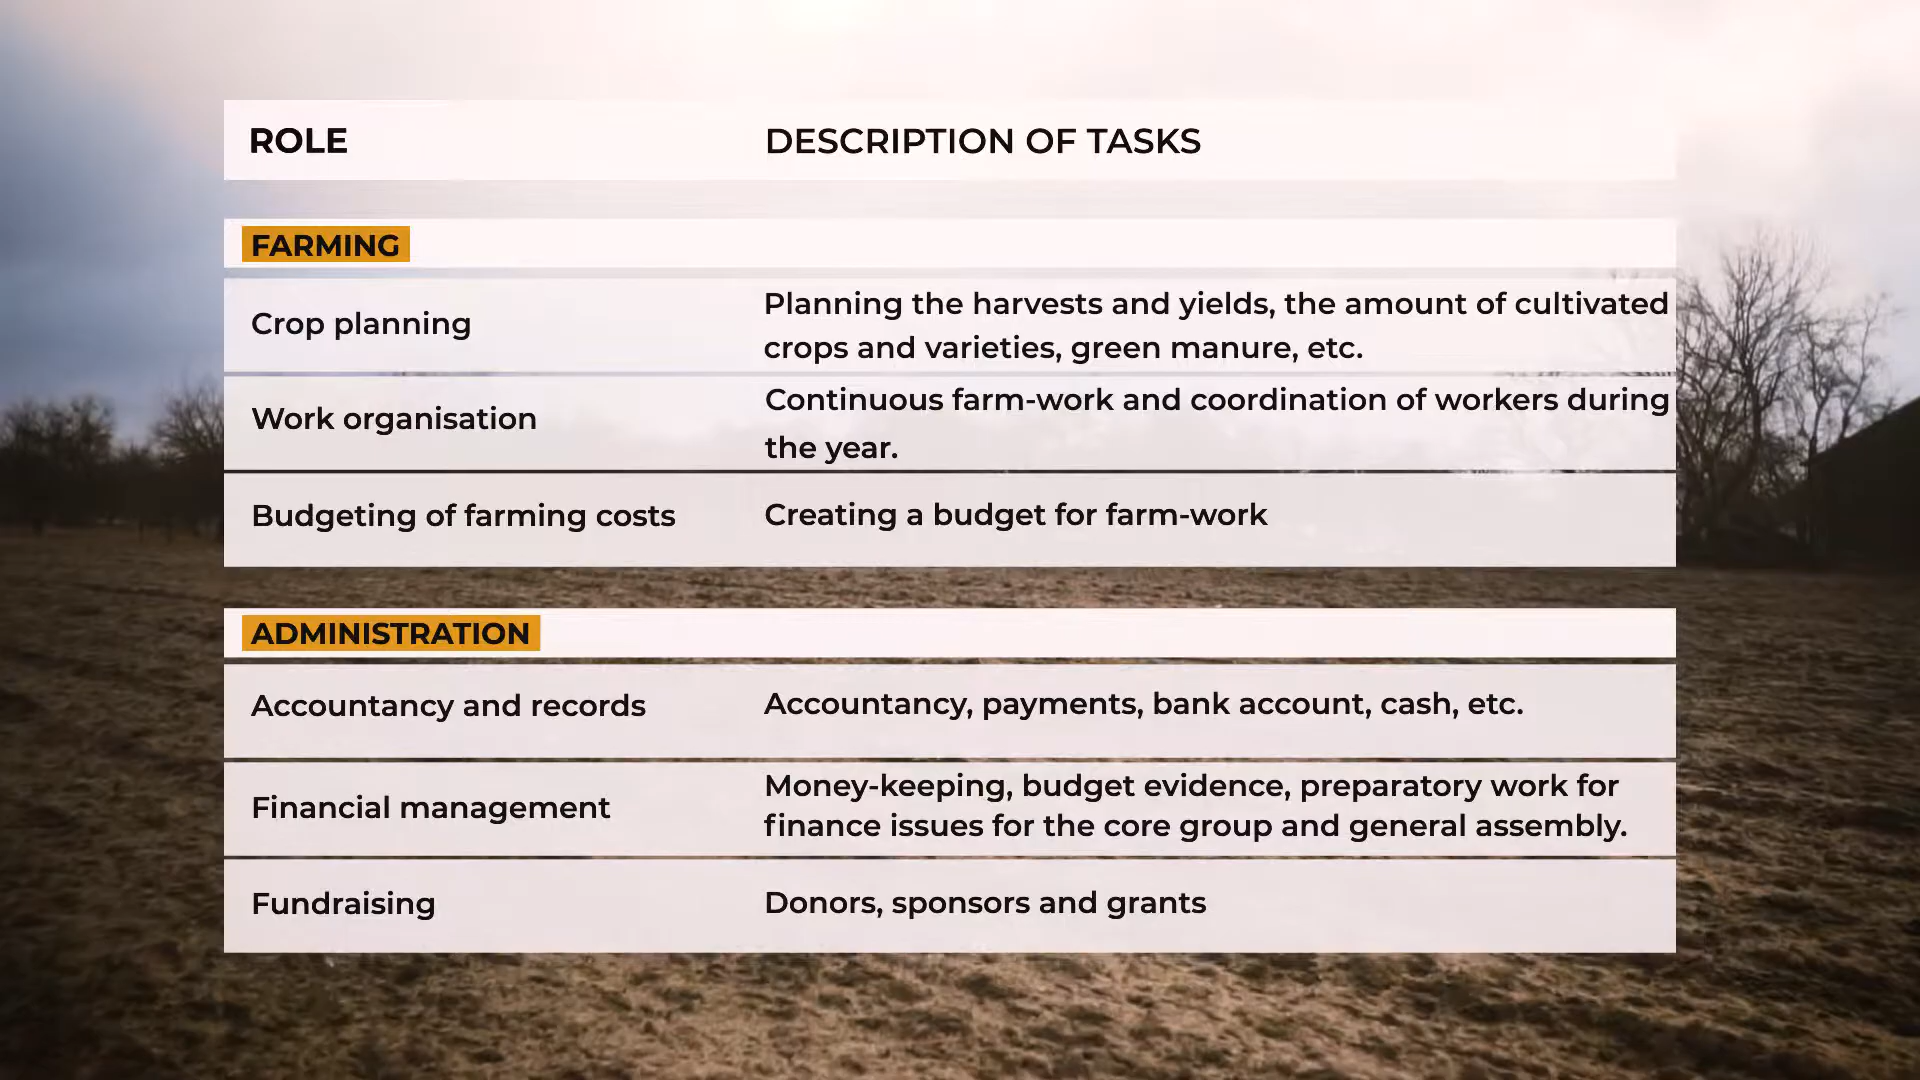 ROLE DESCRIPTION OF TASKS
FARMING
Crop planning
Planning the harvests and yields, the amount of cultivated
crops and varieties, green manure, etc.
Work organisation
Continuous farm-work and coordination of workers during
the year.
Budgeting of farming costs
Creating a budget for farm-work
ADMINISTRATION
Accountancy and records
Accountancy, payments, bank account, cash, etc.
Financial management
Money-keeping, budget evidence, preparatory work for
finance issues for the core group and general assembly.
Fundraising
Donors, sponsors and grants